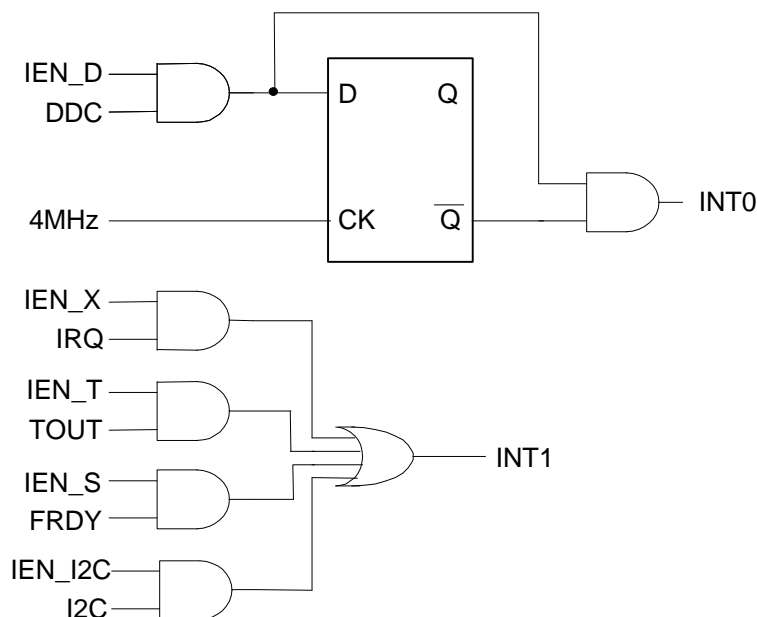 IEN_D
DDC
D
Q
4MHz
CK
Q
INT0
IEN_X
IRQ
IEN_T
TOUT
INT1
IEN_S
FRDY
IEN_I2C
I2C